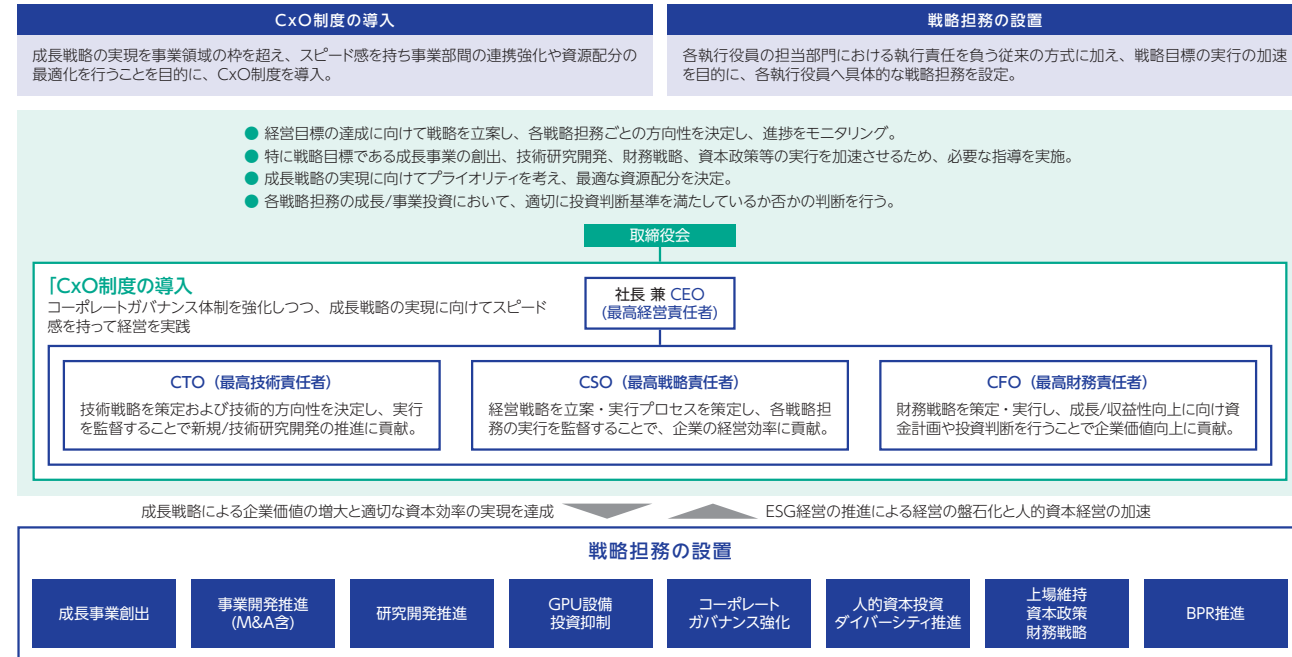 CxO制度の導入
成長戦略の実現を事業領域の枠を超え、スピード感を持ち事業部間の連携強化や資源配分の
最適化を行うことを目的に、CxO制度を導入。
戦略担務の設置
各執行役員の担当部門における執行責任を負う従来の方式に加え、戦略目標の実行の加速
を目的に、各執行役員へ具体的な戦略担務を設定。
● 経営目標の達成に向けて戦略を立案し、各戦略担務ごとの方向性を決定し、進捗をモニタリング。
● 特に戦略目標である成長事業の創出、技術研究開発、財務戦略、資本政策等の実行を加速させるため、必要な指導を実施。
● 成長戦略の実現に向けてプライオリティを考え、最適な資源配分を決定。
● 各戦略担務の成長/事業投資において、適切に投資判断基準を満たしているか否かの判断を行う。
取締役会
「CxO制度の導入
コーポレートガバナンス体制を強化しつつ、成長戦略の実現に向けてスピード
感を持って経営を実践
社長 兼 CEO
(最高経営責任者)
CTO(最高技術責任者)
技術戦略を策定および技術的方向性を決定し、実行
を監督することで新規/技術研究開発の推進に貢献。
CSO(最高戦略責任者)
経営戦略を立案・実行プロセスを策定し、各戦略担
務の実行を監督することで、企業の経営効率に貢献。
CFO(最高財務責任者)
財務戦略を策定・実行し、成長/収益性向上に向け資
金計画や投資判断を行うことで企業価値向上に貢献。
成長戦略による企業価値の増大と適切な資本効率の実現を達成
ESG経営の推進による経営の盤石化と人的資本経営の加速
戦略担務の設置
成長事業創出
事業開発推進
(M&A含)
研究開発推進
GPU設備
投資抑制
コーポレート
ガバナンス強化
人的資本投資
ダイバーシティ推進
上場維持
資本政策
財務戦略
BPR推進